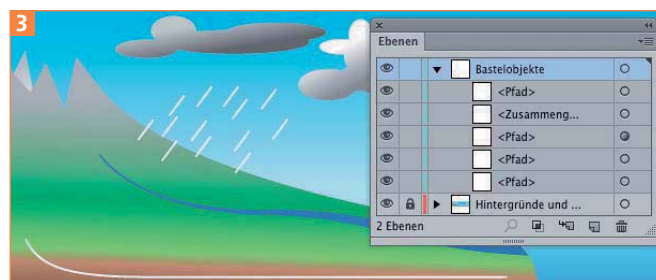 3
Ebenen
Bastelobjekte
<Pfad>
<Zusammeng...
<Pfad>
<Pfad>
<Pfad>
Hintergründe und ...
2 Ebenen